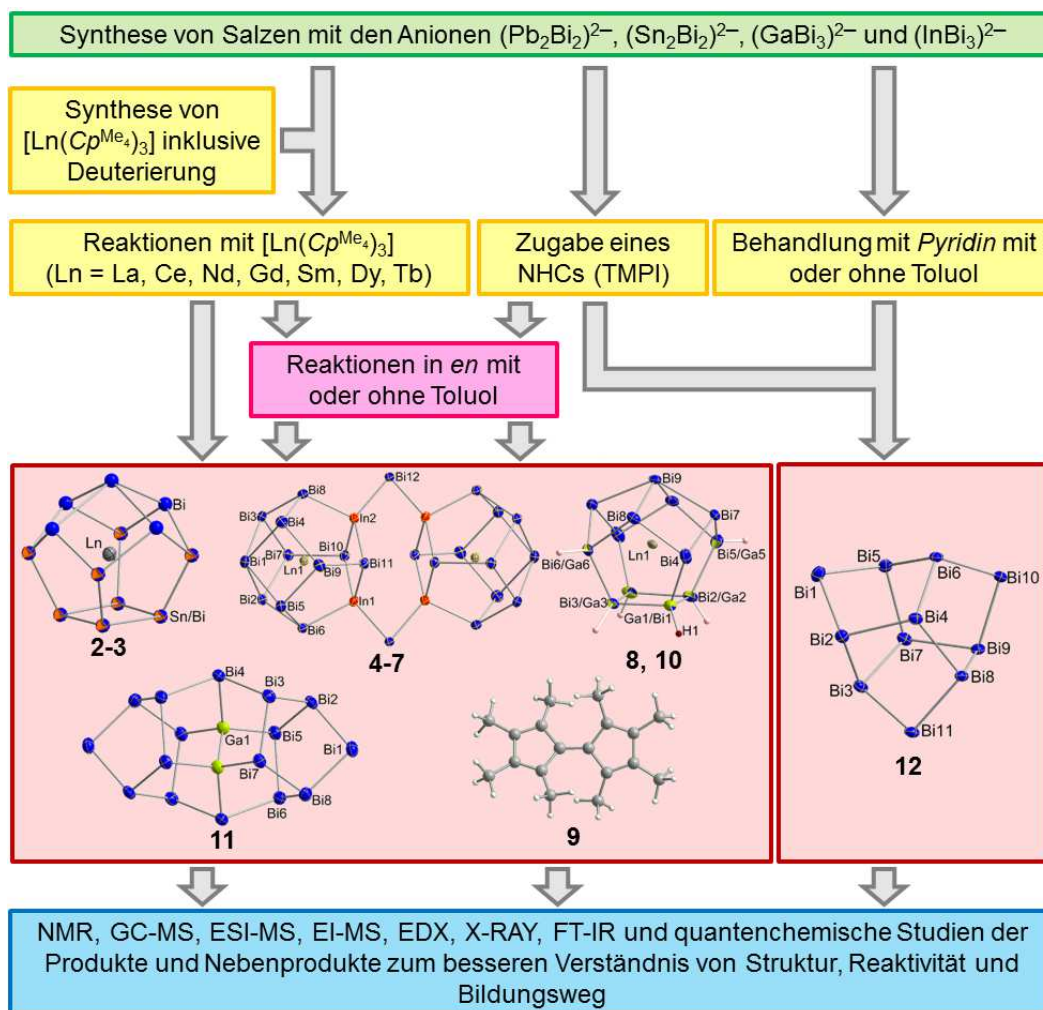 Synthese von Salzen mit den Anionen (Pb₂Bi₂)²⁻, (Sn₂Bi₂)²⁻, (GaBi₃)²⁻ und (InBi₃)²⁻
Synthese von
[Ln(Cp^Me₄)₃] inklusive
Deuterierung
Reaktionen mit [Ln(Cp^Me₄)₃]
(Ln = La, Ce, Nd, Gd, Sm, Dy, Tb)
Zugabe eines
NHCs (TMPI)
Behandlung mit Pyridin mit
oder ohne Toluol
Reaktionen in en mit
oder ohne Toluol
Bi
Ln
Sn/Bi
2-3
Bi12
Bi8
In2
Bi3
Bi4
Bi10
Bi7
Bi11
Bi1
Ln1
Bi9
Bi2
Bi5
In1
Bi6
4-7
Bi9
Bi8
Bi7
Ln1
Bi4
Bi5/Ga5
Bi6/Ga6
Bi3/Ga3
Bi2/Ga2
Ga1/Bi1
H1
8, 10
Bi4
Bi3
Bi2
Ga1
Bi5
Bi1
Bi7
Bi8
Bi6
11
9
Bi5
Bi6
Bi10
Bi1
Bi4
Bi2
Bi7
Bi9
Bi3
Bi8
Bi11
12
NMR, GC-MS, ESI-MS, EI-MS, EDX, X-RAY, FT-IR und quantenchemische Studien der
Produkte und Nebenprodukte zum besseren Verständnis von Struktur, Reaktivität und
Bildungsweg